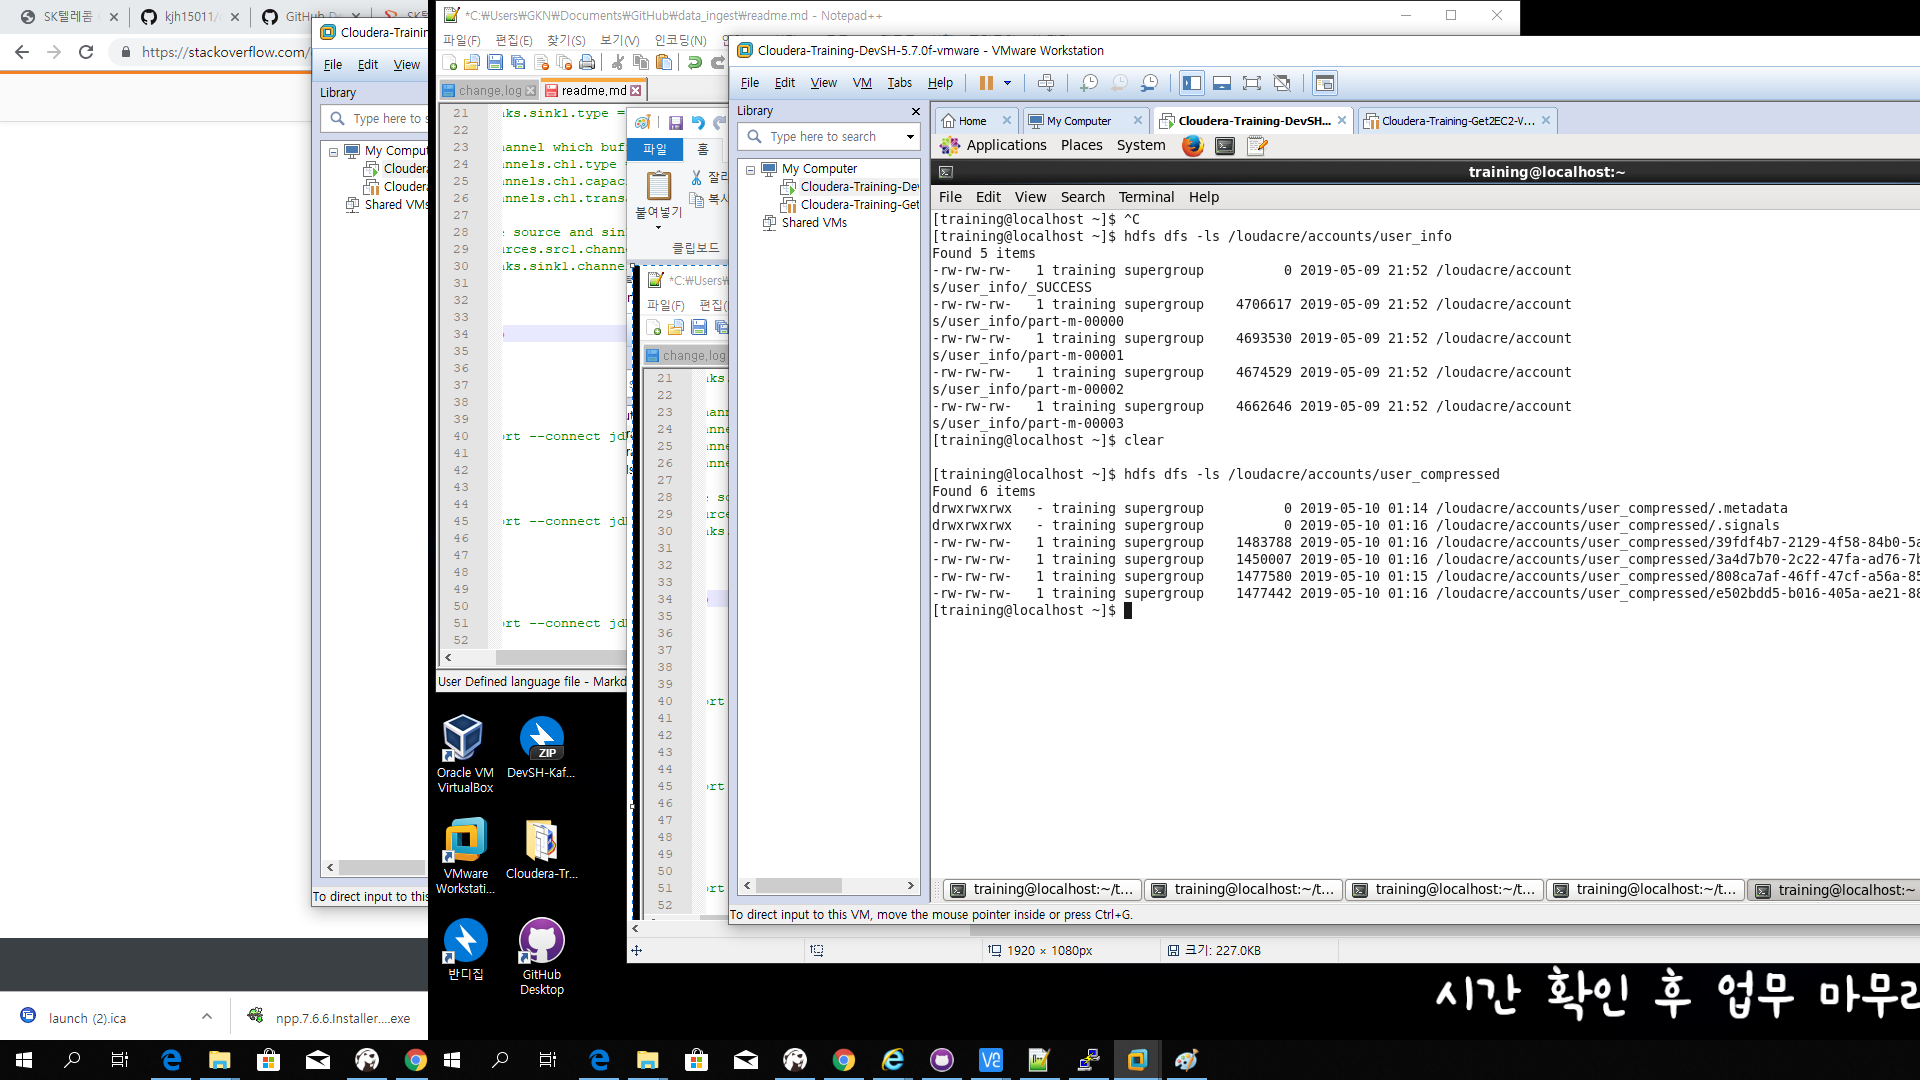 SK텔레콤
kjh15011/
GitHub D
SK텔
https://stackoverflow.com/
Cloudera-Trainin
File Edit View
Library
Type here to s
My Comput
Cloudera
Cloudera
Shared VMs
To direct input to this
launch (2).ica
npp.7.6.6.Installer....exe
*C:₩Users₩GKN₩Documents₩GitHub₩data_ingest₩readme.md - Notepad++
파일(F) 편집(E) 찾기(S) 보기(V) 인코딩(N)
change.log readme.md
21 ks.sink1.type =
22
23 annel which buf
24 nnels.ch1.type
25 nnels.ch1.capac
26 nnels.ch1.trans
27
28 source and sin
29 urces.src1.chann
30 nks.sink1.channe
31
32
33
34
35
36
37
38
39
40 rt --connect jd
41
42
43
44
45 rt --connect jd
46
47
48
49
50
51 rt --connect jd
52
User Defined language file - Markd
Oracle VM VirtualBox
DevSH-Kaf...
VMware Workstati...
Cloudera-Tr...
반디집
GitHub Desktop
파일 홈
붙여넣기
잘라
복사
클립보드
*C:₩Users₩
파일(F) 편집(
change.log
21 nks.
22
23 hann
24 nne
25 nne
26 nne
27
28 so
29 urce
30 nks.
31
32
33
34
35
36
37
38
39
40 ort
41
42
43
44
45 ort
46
47
48
49
50
51 ort
52
1920 × 1080px
크기: 227.0KB
Cloudera-Training-DevSH-5.7.0f-vmware - VMware Workstation
File Edit View VM Tabs Help
Library
Type here to search
My Computer
Cloudera-Training-Dev
Cloudera-Training-Get
Shared VMs
Home My Computer Cloudera-Training-DevSH... Cloudera-Training-Get2EC2-V...
Applications Places System
training@localhost:~
File Edit View Search Terminal Help
[training@localhost ~]$ ^C
[training@localhost ~]$ hdfs dfs -ls /loudacre/accounts/user_info
Found 5 items
-rw-rw-rw-   1 training supergroup          0 2019-05-09 21:52 /loudacre/account
s/user_info/_SUCCESS
-rw-rw-rw-   1 training supergroup    4706617 2019-05-09 21:52 /loudacre/account
s/user_info/part-m-00000
-rw-rw-rw-   1 training supergroup    4693530 2019-05-09 21:52 /loudacre/account
s/user_info/part-m-00001
-rw-rw-rw-   1 training supergroup    4674529 2019-05-09 21:52 /loudacre/account
s/user_info/part-m-00002
-rw-rw-rw-   1 training supergroup    4662646 2019-05-09 21:52 /loudacre/account
s/user_info/part-m-00003
[training@localhost ~]$ clear
[training@localhost ~]$ hdfs dfs -ls /loudacre/accounts/user_compressed
Found 6 items
drwxrwxrwx   - training supergroup          0 2019-05-10 01:14 /loudacre/accounts/user_compressed/.metadata
drwxrwxrwx   - training supergroup          0 2019-05-10 01:16 /loudacre/accounts/user_compressed/.signals
-rw-rw-rw-   1 training supergroup    1483788 2019-05-10 01:16 /loudacre/accounts/user_compressed/39fdf4b7-2129-4f58-84b0-5a
-rw-rw-rw-   1 training supergroup    1450007 2019-05-10 01:16 /loudacre/accounts/user_compressed/3a4d7b70-2c22-47fa-ad76-7b
-rw-rw-rw-   1 training supergroup    1477580 2019-05-10 01:15 /loudacre/accounts/user_compressed/808ca7af-46ff-47cf-a56a-85
-rw-rw-rw-   1 training supergroup    1477442 2019-05-10 01:16 /loudacre/accounts/user_compressed/e502bdd5-b016-405a-ae21-88
[training@localhost ~]$
training@localhost:~/t... training@localhost:~/t... training@localhost:~/t... training@localhost:~/t... training@localhost:~
To direct input to this VM, move the mouse pointer inside or press Ctrl+G.
시간 확인 후 업무 마무리